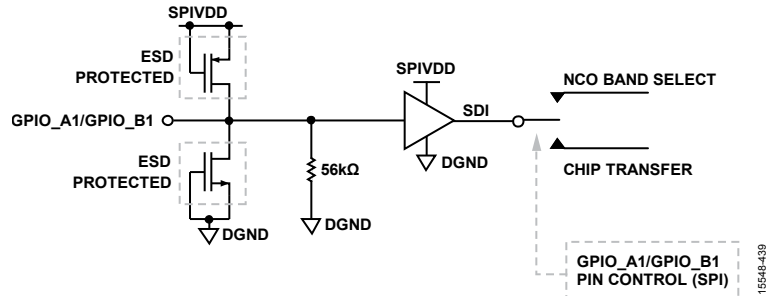 SPIVDD
ESD
PROTECTED
SPIVDD
NCO BAND SELECT
GPIO_A1/GPIO_B1
SDI
ESD
PROTECTED
56kΩ
DGND
CHIP TRANSFER
DGND
DGND
GPIO_A1/GPIO_B1
PIN CONTROL (SPI)
15548-439